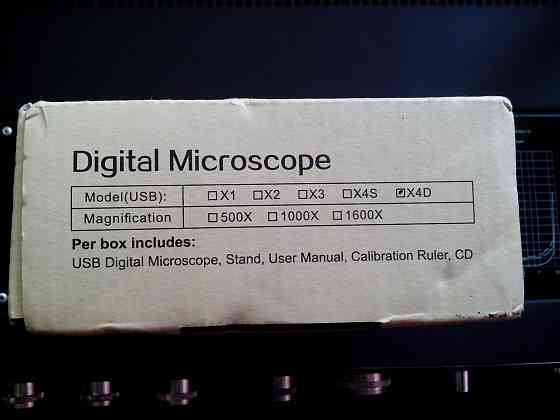 Digital Microscope
Model(USB): ☐X1 ☐X2 ☐X3 ☐X4S ☑X4D
Magnification ☐500X ☐1000X ☐1600X
Per box includes:
USB Digital Microscope, Stand, User Manual, Calibration Ruler, CD